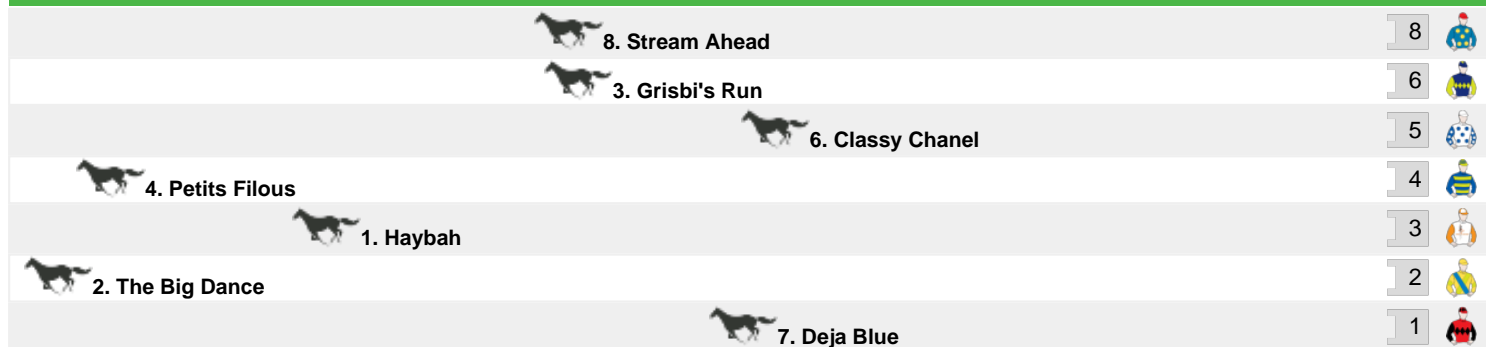 8. Stream Ahead 8
3. Grisbi's Run 6
6. Classy Chanel 5
4. Petits Filous 4
1. Haybah 3
2. The Big Dance 2
7. Deja Blue 1